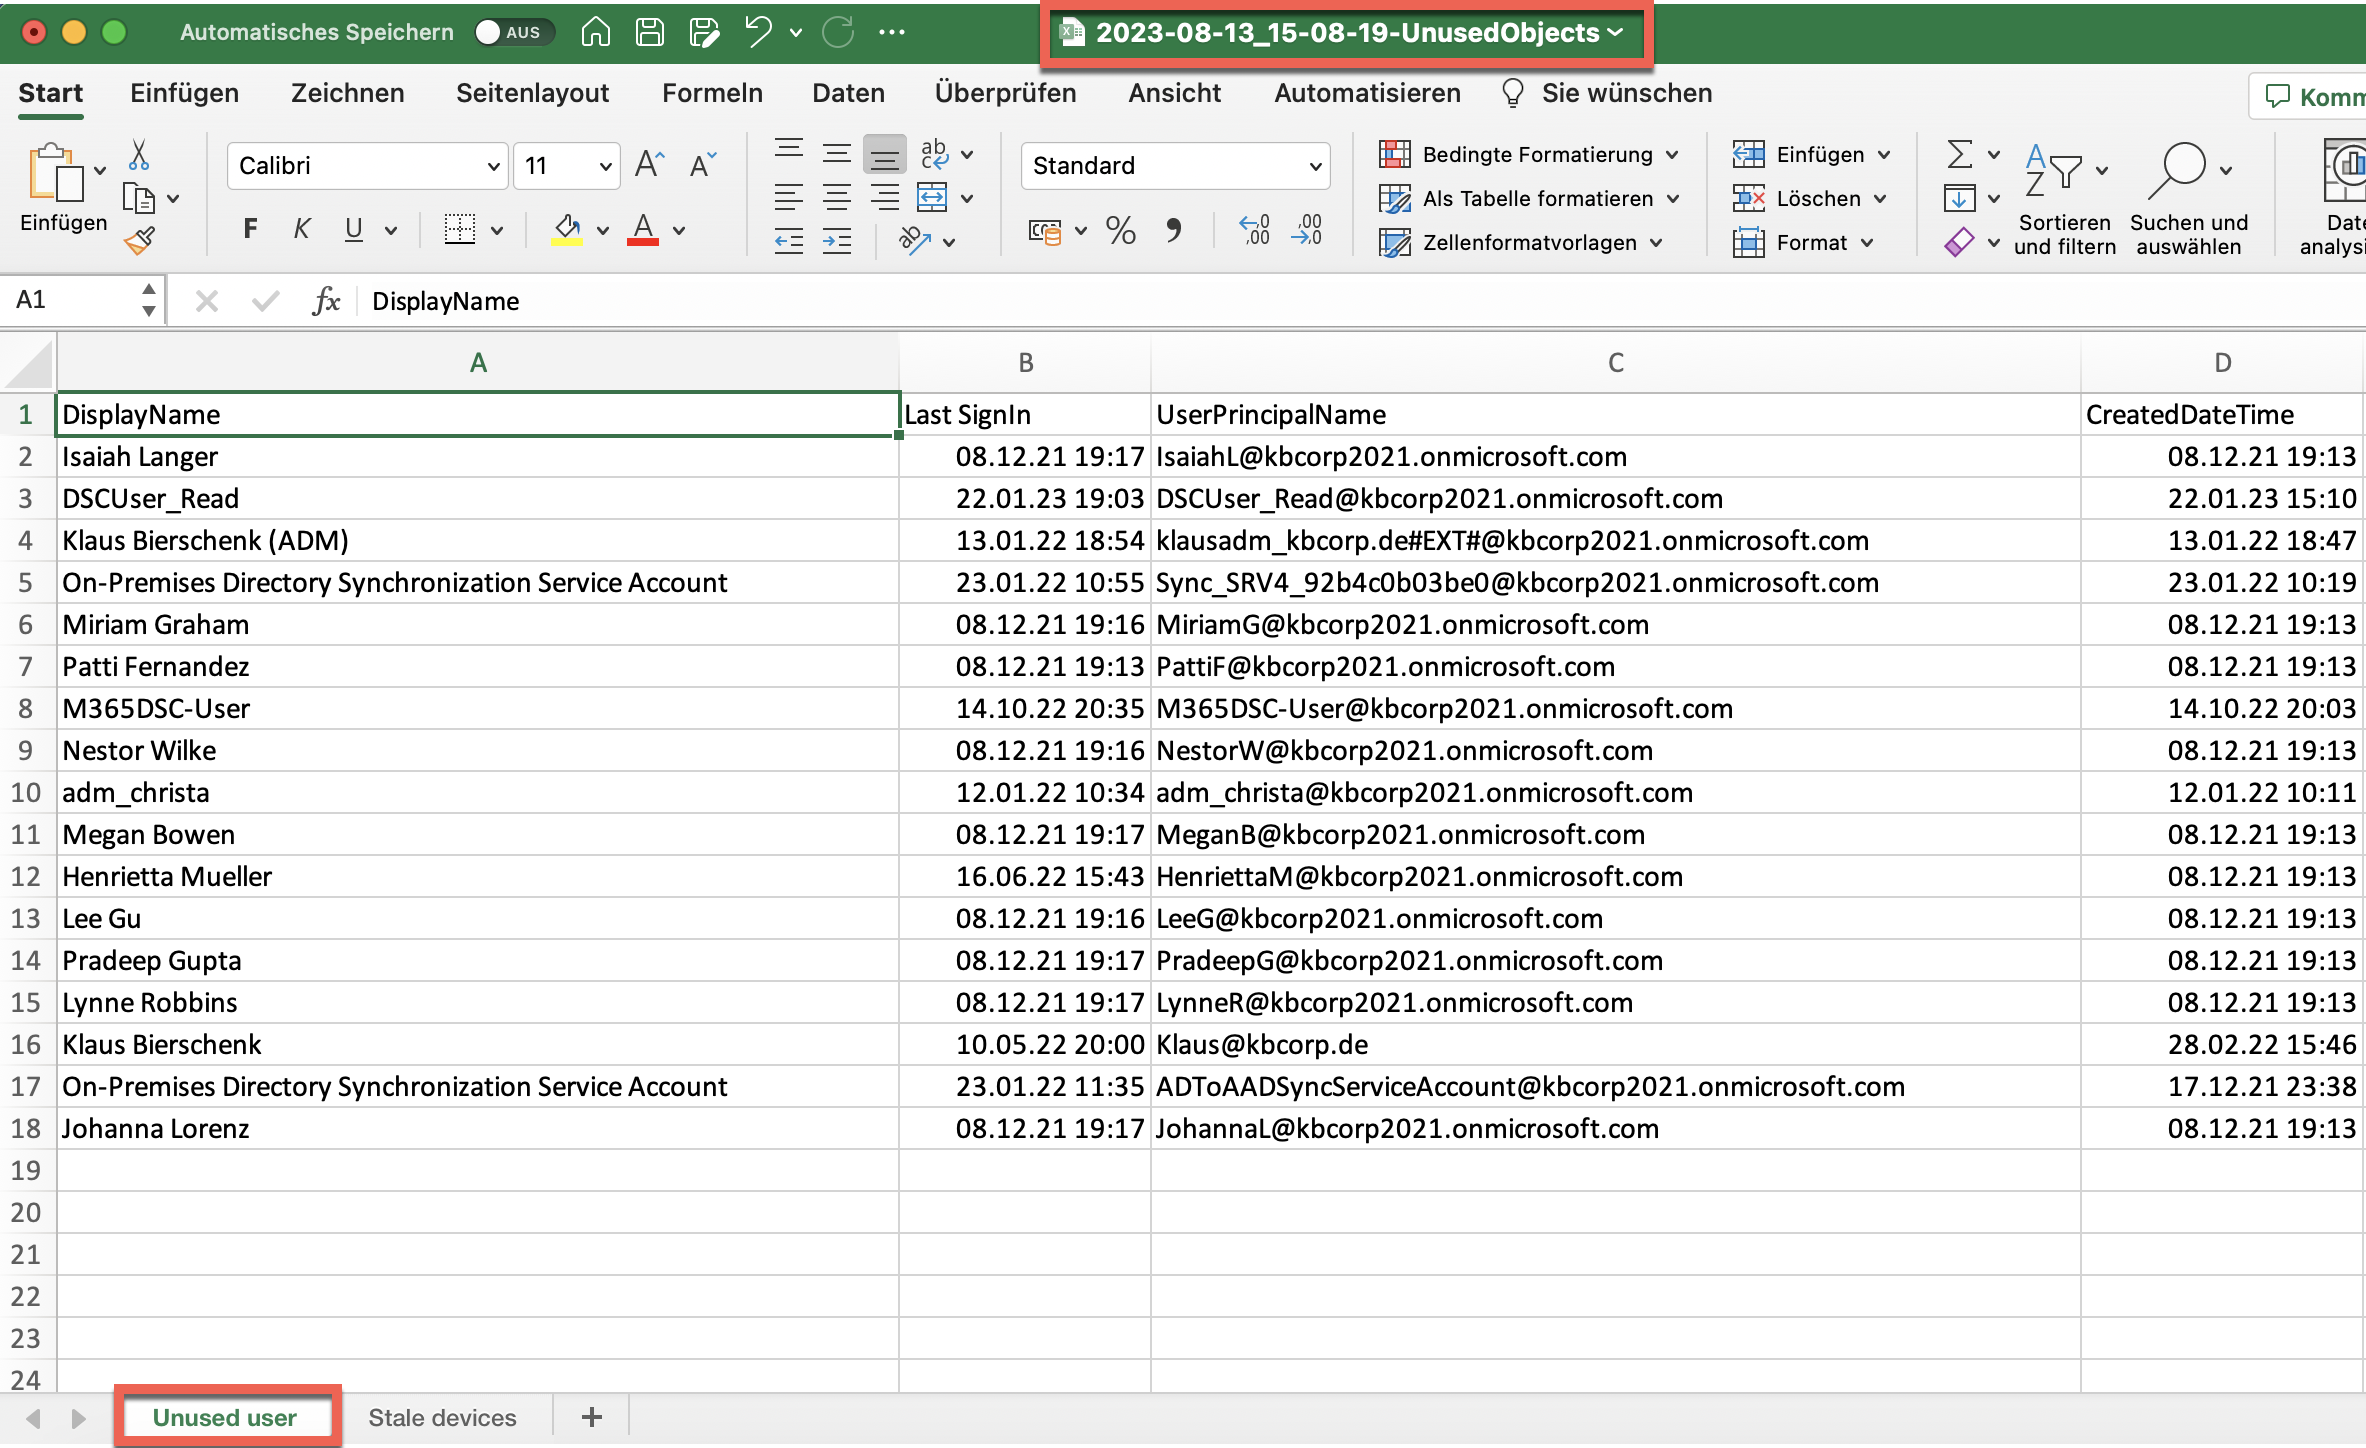 Automatisches Speichern AUS 2023-08-13_15-08-19-UnusedObjects
Start Einfügen Zeichnen Seitenlayout Formeln Daten Überprüfen Ansicht Automatisieren Sie wünschen Komm
Einfügen
Calibri 11
F K U
Standard
Bedingte Formatierung
Als Tabelle formatieren
Zellenformatvorlagen
Einfügen
Löschen
Format
Sortieren und filtern
Suchen und auswählen
Date
analysi
A1 fx DisplayName
A B C D
1 DisplayName Last SignIn UserPrincipalName CreatedDateTime
2 Isaiah Langer 08.12.21 19:17 IsaiahL@kbcorp2021.onmicrosoft.com 08.12.21 19:13
3 DSCUser_Read 22.01.23 19:03 DSCUser_Read@kbcorp2021.onmicrosoft.com 22.01.23 15:10
4 Klaus Bierschenk (ADM) 13.01.22 18:54 klausadm_kbcorp.de#EXT#@kbcorp2021.onmicrosoft.com 13.01.22 18:47
5 On-Premises Directory Synchronization Service Account 23.01.22 10:55 Sync_SRV4_92b4c0b03be0@kbcorp2021.onmicrosoft.com 23.01.22 10:19
6 Miriam Graham 08.12.21 19:16 MiriamG@kbcorp2021.onmicrosoft.com 08.12.21 19:13
7 Patti Fernandez 08.12.21 19:13 PattiF@kbcorp2021.onmicrosoft.com 08.12.21 19:13
8 M365DSC-User 14.10.22 20:35 M365DSC-User@kbcorp2021.onmicrosoft.com 14.10.22 20:03
9 Nestor Wilke 08.12.21 19:16 NestorW@kbcorp2021.onmicrosoft.com 08.12.21 19:13
10 adm_christa 12.01.22 10:34 adm_christa@kbcorp2021.onmicrosoft.com 12.01.22 10:11
11 Megan Bowen 08.12.21 19:17 MeganB@kbcorp2021.onmicrosoft.com 08.12.21 19:13
12 Henrietta Mueller 16.06.22 15:43 HenriettaM@kbcorp2021.onmicrosoft.com 08.12.21 19:13
13 Lee Gu 08.12.21 19:16 LeeG@kbcorp2021.onmicrosoft.com 08.12.21 19:13
14 Pradeep Gupta 08.12.21 19:17 PradeepG@kbcorp2021.onmicrosoft.com 08.12.21 19:13
15 Lynne Robbins 08.12.21 19:17 LynneR@kbcorp2021.onmicrosoft.com 08.12.21 19:13
16 Klaus Bierschenk 10.05.22 20:00 Klaus@kbcorp.de 28.02.22 15:46
17 On-Premises Directory Synchronization Service Account 23.01.22 11:35 ADToAADSyncServiceAccount@kbcorp2021.onmicrosoft.com 17.12.21 23:38
18 Johanna Lorenz 08.12.21 19:17 JohannaL@kbcorp2021.onmicrosoft.com 08.12.21 19:13
19
20
21
22
23
24
Unused user Stale devices +